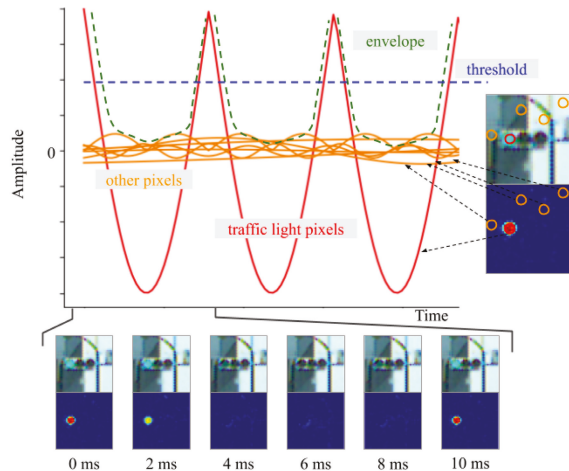 envelope
threshold
Amplitude
0
other pixels
traffic light pixels
Time
0 ms 2 ms 4 ms 6 ms 8 ms 10 ms